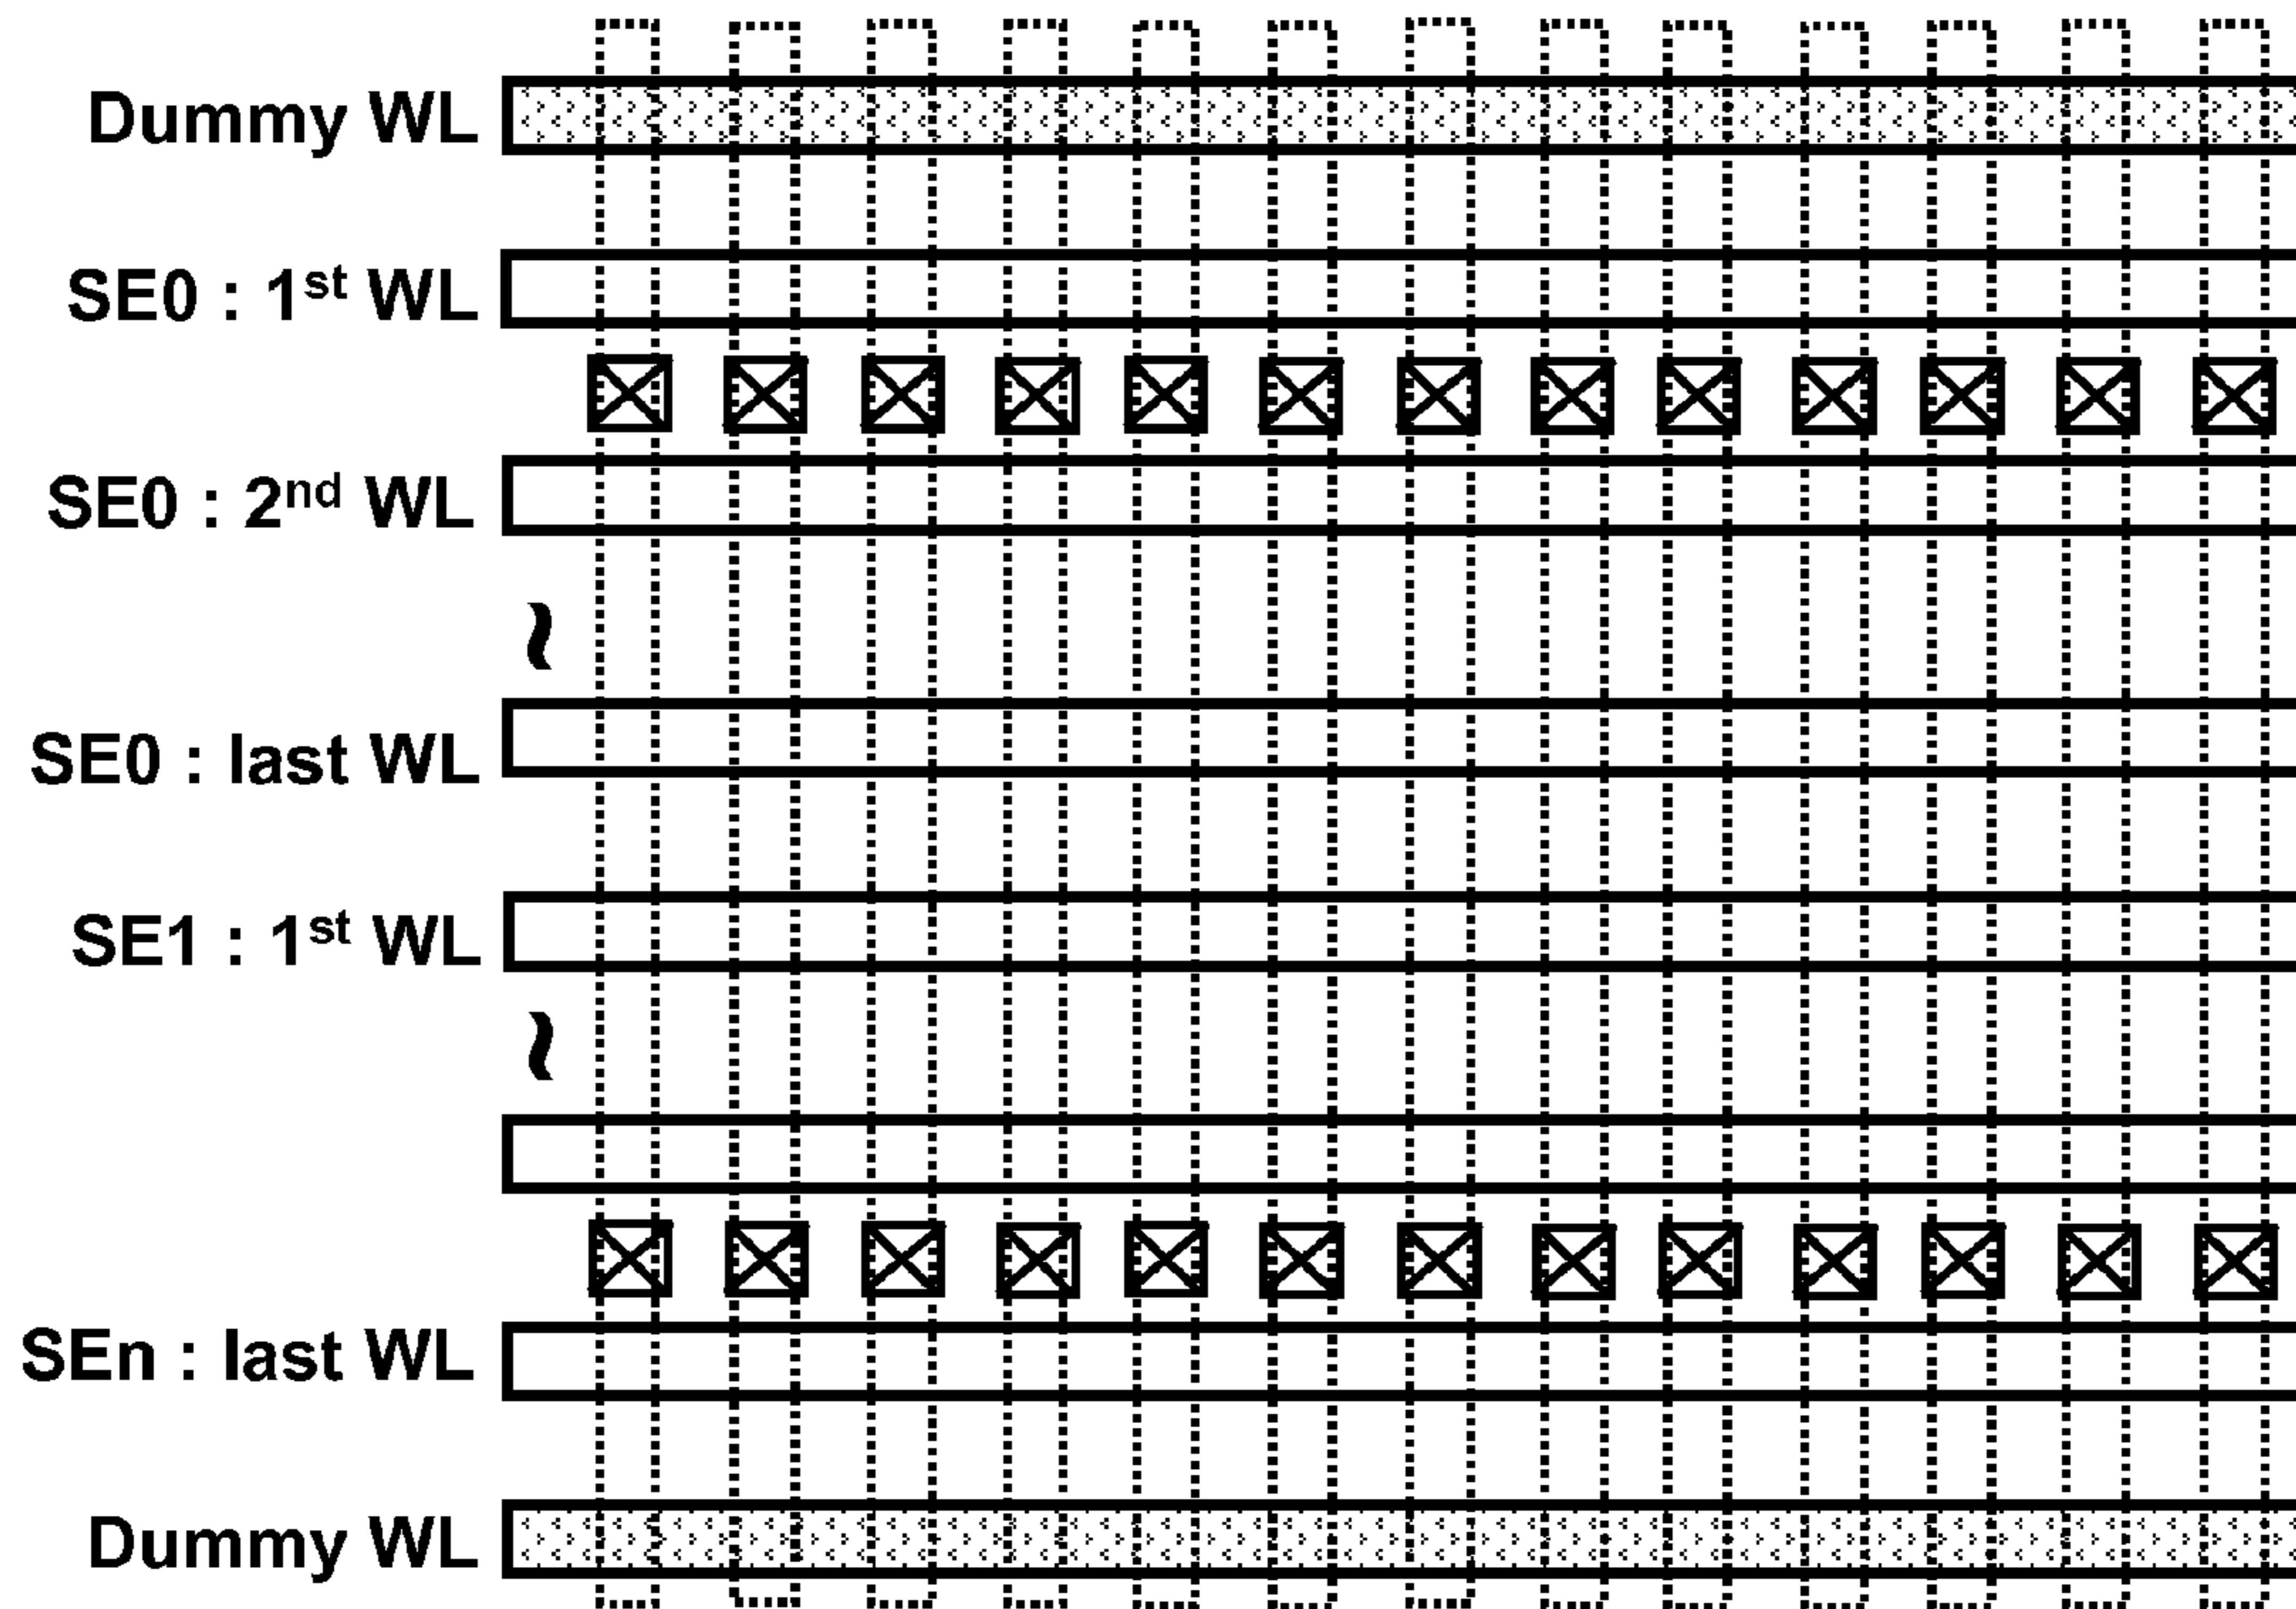 Dummy WL
SE0 : 1st WL
SE0 : 2nd WL
~
SE0 : last WL
SE1 : 1st WL
~
SEn : last WL
Dummy WL